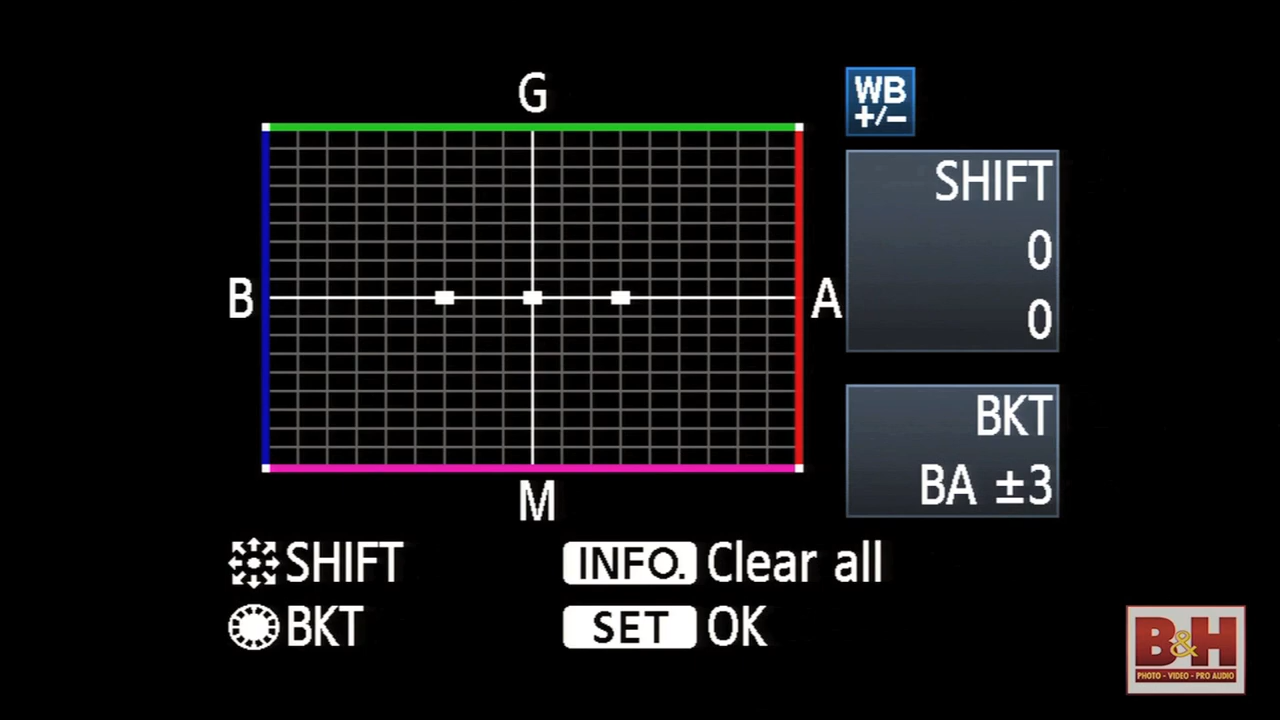 G
WB
+/−
SHIFT
0
0
B
A
BKT
BA ±3
M
SHIFT
INFO. Clear all
BKT
SET OK
B&H
PHOTO - VIDEO - PRO AUDIO